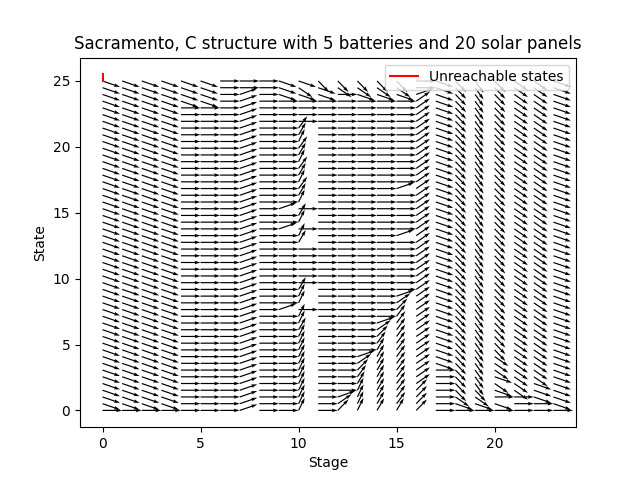 Sacramento, C structure with 5 batteries and 20 solar panels
Unreachable states
25
20
15
10
5
0
State
0 5 10 15 20
Stage